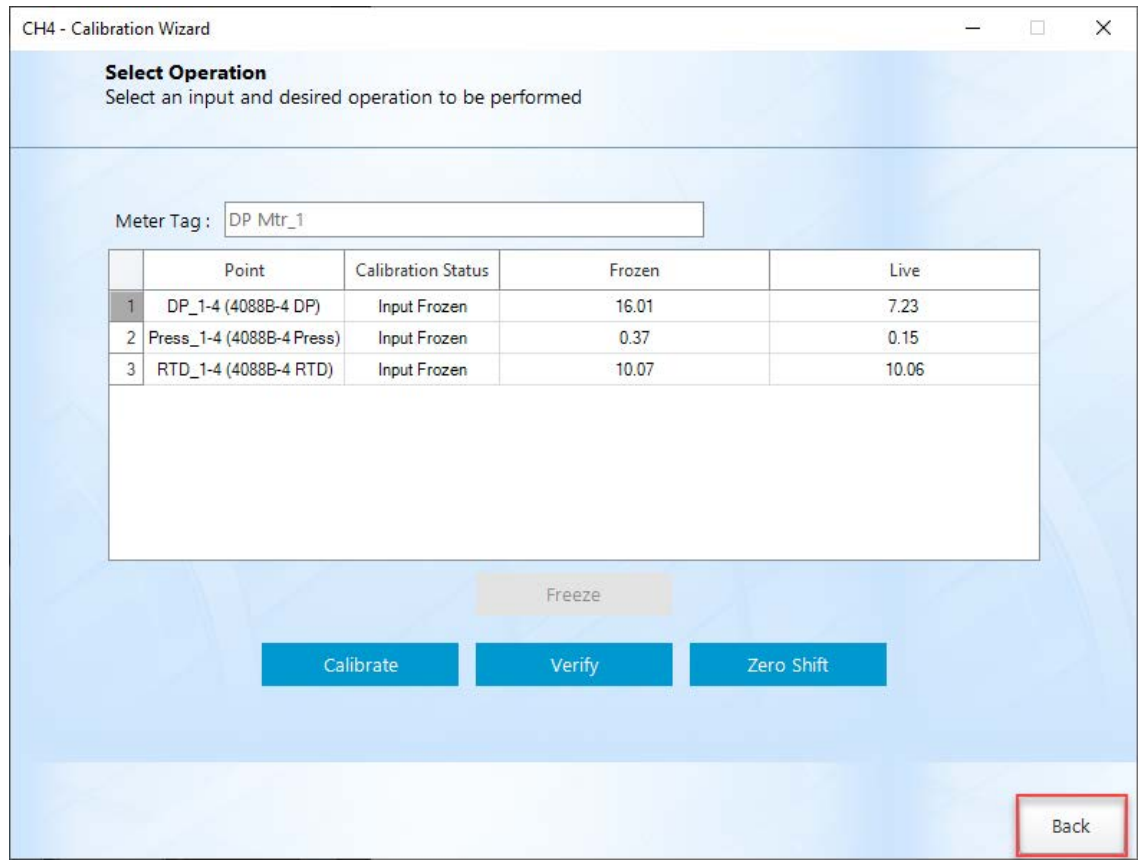 CH4 - Calibration Wizard
Select Operation
Select an input and desired operation to be performed
Meter Tag : DP Mtr_1
Point Calibration Status Frozen Live
1 DP_1-4 (4088B-4 DP) Input Frozen 16.01 7.23
2 Press_1-4 (4088B-4 Press) Input Frozen 0.37 0.15
3 RTD_1-4 (4088B-4 RTD) Input Frozen 10.07 10.06
Freeze
Calibrate Verify Zero Shift
Back